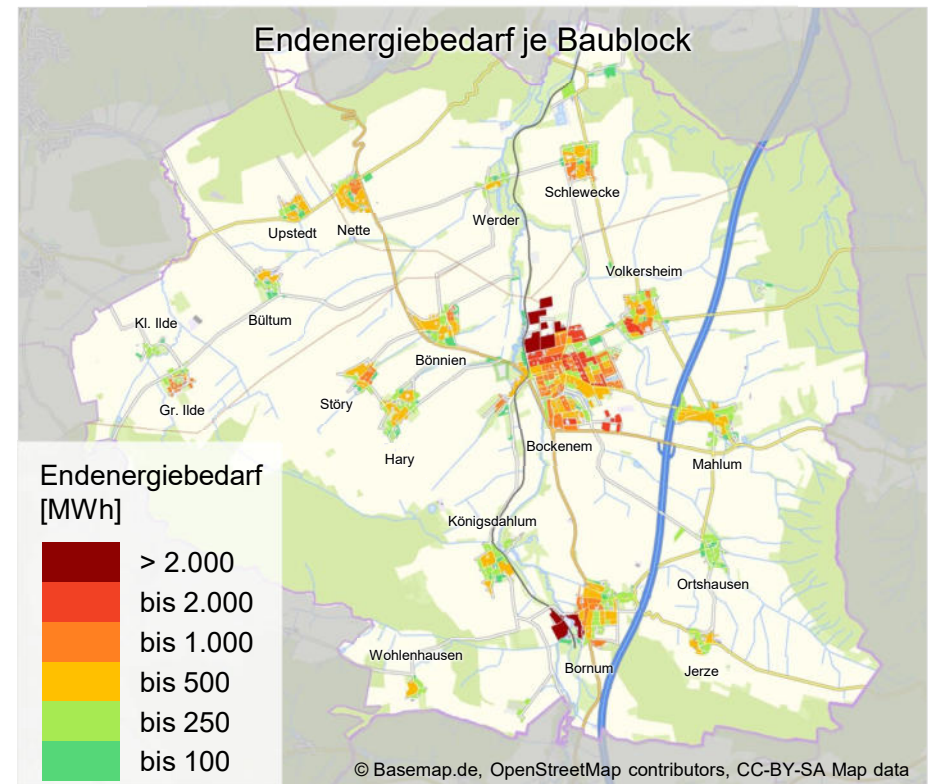 Endenergiebedarf je Baublock
Schlewecke
Werder
Upstedt
Nette
Volkersheim
Bültum
Kl. Ilde
Bönnien
Gr. Ilde
Störy
Bockenem
Hary
Mahlum
Königsdahlum
Ortshausen
Wohlenhausen
Bornum
Jerze
Endenergiebedarf
[MWh]
> 2.000
bis 2.000
bis 1.000
bis 500
bis 250
bis 100
© Basemap.de, OpenStreetMap contributors, CC-BY-SA Map data